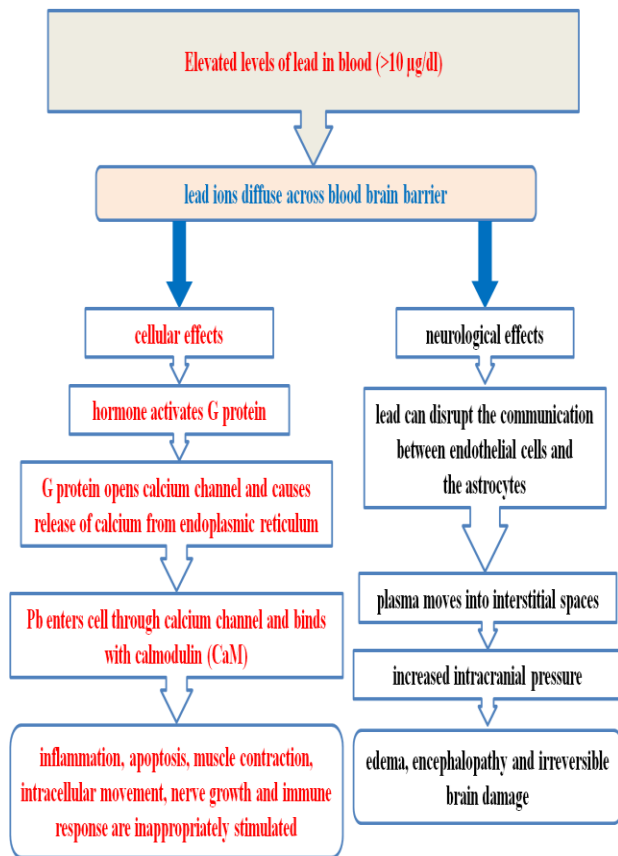 Elevated levels of lead in blood (>10 µg/dl)
lead ions diffuse across blood brain barrier
cellular effects
hormone activates G protein
G protein opens calcium channel and causes
release of calcium from endoplasmic reticulum
Pb enters cell through calcium channel and binds
with calmodulin (CaM)
inflammation, apoptosis, muscle contraction,
intracellular movement, nerve growth and immune
response are inappropriately stimulated
neurological effects
lead can disrupt the communication
between endothelial cells and
the astrocytes
plasma moves into interstitial spaces
increased intracranial pressure
edema, encephalopathy and irreversible
brain damage